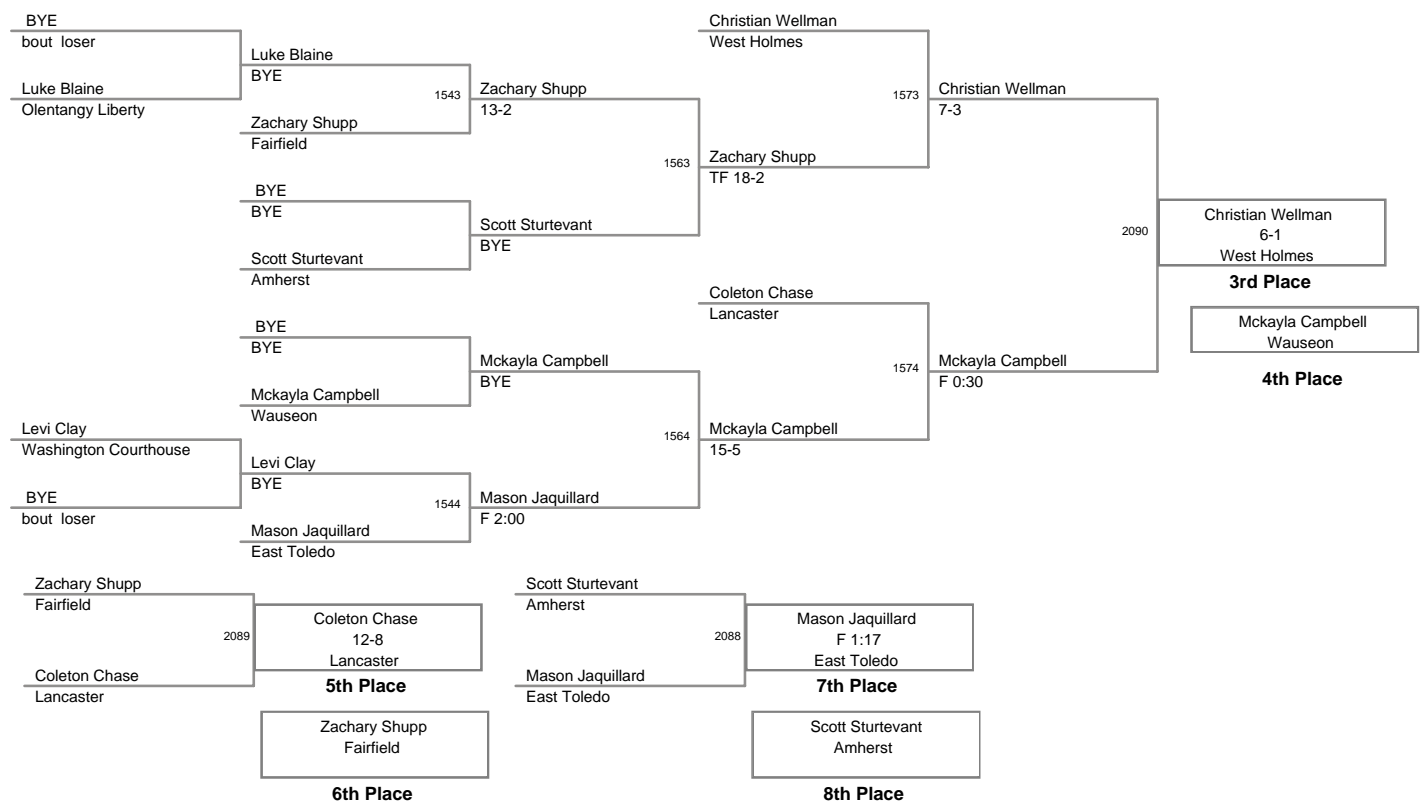 BYE
bout loser
Luke Blaine
Olentangy Liberty
Luke Blaine
BYE
Zachary Shupp
Fairfield
1543
Zachary Shupp
13-2
BYE
BYE
Scott Sturtevant
Amherst
Scott Sturtevant
BYE
1563
Christian Wellman
West Holmes
Zachary Shupp
TF 18-2
1573
Christian Wellman
7-3
BYE
BYE
Mckayla Campbell
Wauseon
Mckayla Campbell
BYE
Levi Clay
Washington Courthouse
BYE
bout loser
Levi Clay
BYE
Mason Jaquillard
East Toledo
1544
Mason Jaquillard
F 2:00
1564
Coleton Chase
Lancaster
Mckayla Campbell
15-5
1574
Mckayla Campbell
F 0:30
2090
Christian Wellman
6-1
West Holmes
3rd Place
Mckayla Campbell
Wauseon
4th Place
Zachary Shupp
Fairfield
Coleton Chase
Lancaster
2089
Coleton Chase
12-8
Lancaster
5th Place
Zachary Shupp
Fairfield
6th Place
Scott Sturtevant
Amherst
Mason Jaquillard
East Toledo
2088
Mason Jaquillard
F 1:17
East Toledo
7th Place
Scott Sturtevant
Amherst
8th Place